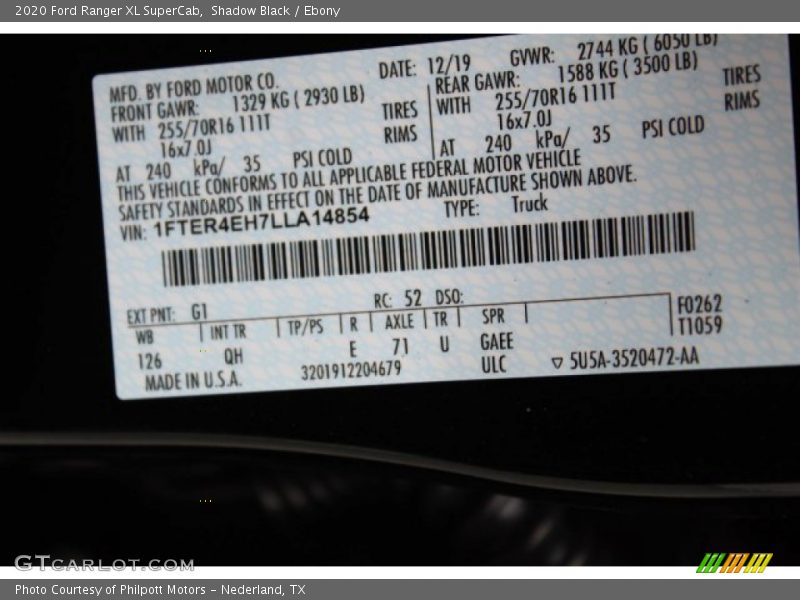 2020 Ford Ranger XL SuperCab, Shadow Black / Ebony
MFD. BY FORD MOTOR CO. DATE: 12/19 GVWR: 2744 KG ( 6050 LB)
FRONT GAWR: 1329 KG ( 2930 LB) REAR GAWR: 1588 KG ( 3500 LB)
WITH 255/70R16 111T TIRES WITH 255/70R16 111T TIRES
16x7.0J RIMS 16x7.0J RIMS
AT 240 kPa/ 35 PSI COLD AT 240 kPa/ 35 PSI COLD
THIS VEHICLE CONFORMS TO ALL APPLICABLE FEDERAL MOTOR VEHICLE
SAFETY STANDARDS IN EFFECT ON THE DATE OF MANUFACTURE SHOWN ABOVE.
VIN: 1FTER4EH7LLA14854 TYPE: Truck
EXT PNT: G1 RC: 52 DSO: F0262
WB INT TR TP/PS R AXLE TR SPR T1059
126 QH E 71 U GAEE
MADE IN U.S.A. 3201912204679 ULC ▽ 5U5A-3520472-AA
GTCARLOT.COM
Photo Courtesy of Philpott Motors - Nederland, TX